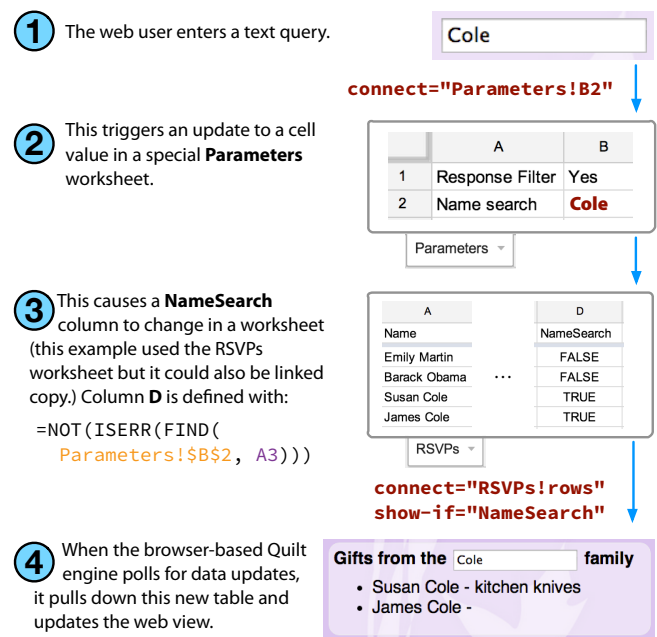 1 The web user enters a text query.
Cole
connect="Parameters!B2"
2 This triggers an update to a cell
value in a special Parameters
worksheet.
A B
1 Response Filter Yes
2 Name search Cole
Parameters
3 This causes a NameSearch
column to change in a worksheet
(this example used the RSVPs
worksheet but it could also be linked
copy.) Column D is defined with:
=NOT(ISERR(FIND(
Parameters!$B$2, A3)))
A D
Name NameSearch
Emily Martin FALSE
Barack Obama ... FALSE
Susan Cole TRUE
James Cole TRUE
RSVPs
connect="RSVPs!rows"
show-if="NameSearch"
4 When the browser-based Quilt
engine polls for data updates,
it pulls down this new table and
updates the web view.
Gifts from the Cole family
• Susan Cole - kitchen knives
• James Cole -